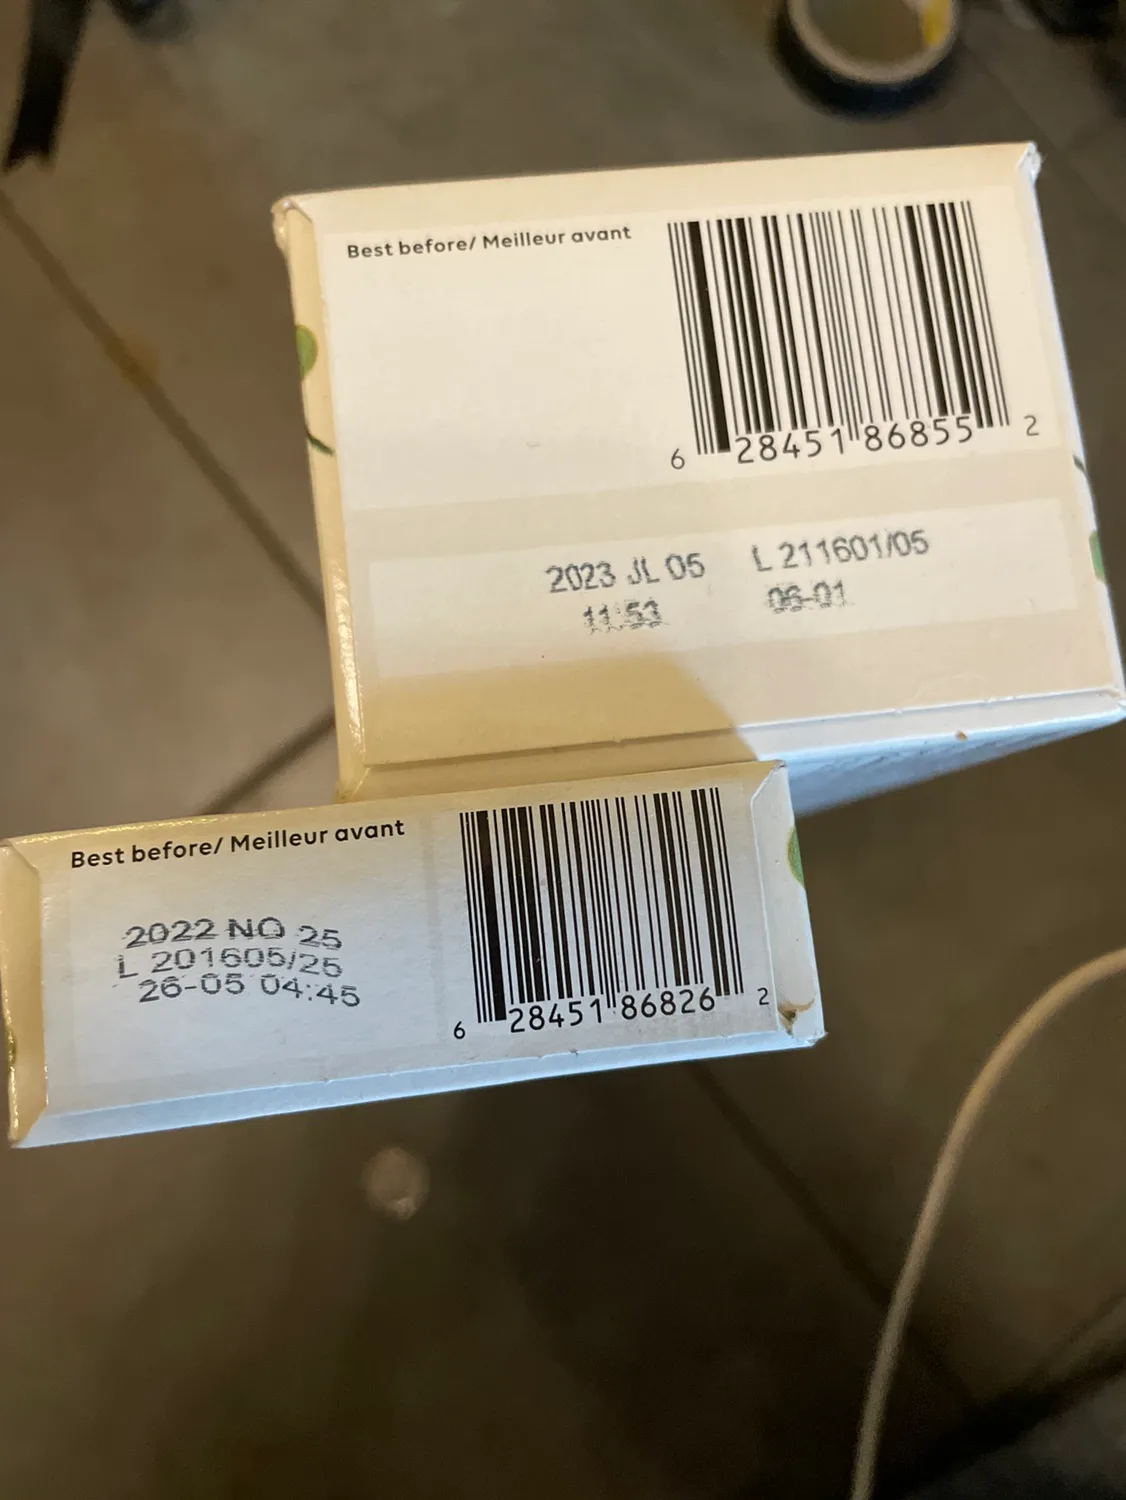 Best before/ Meilleur avant
6 28451 86855 2
2023 JL 05 L 211601/05
11:53 06-01
Best before/ Meilleur avant
2022 NO 25
L 201605/25
26-05 04:45
6 28451 86826 2